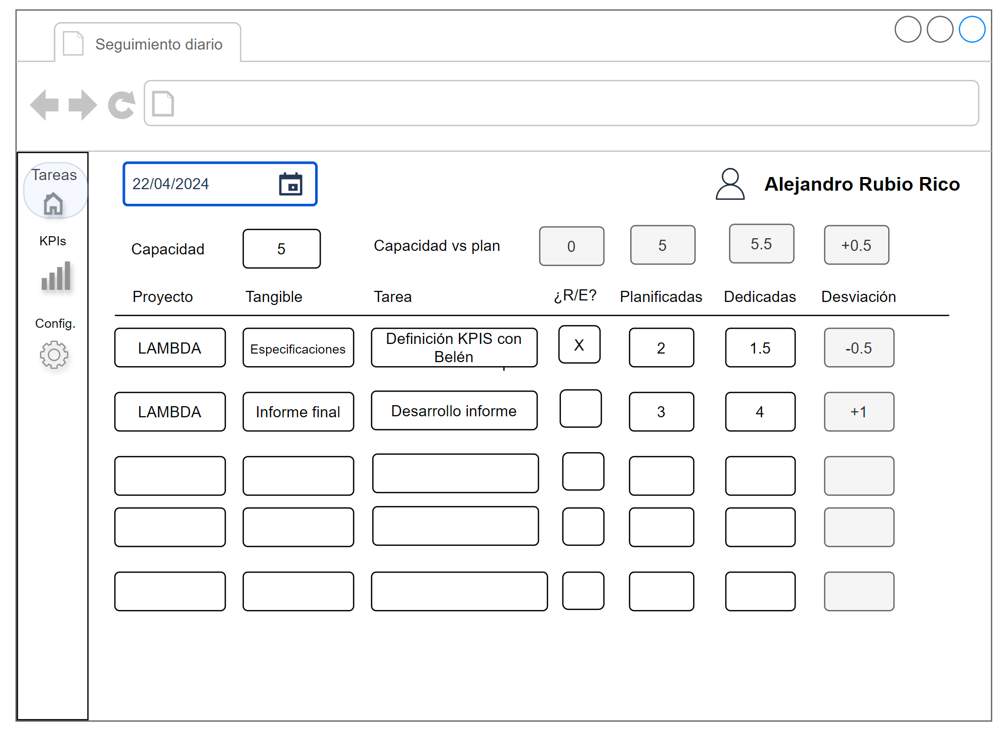 Seguimiento diario
Tareas
KPIs
Config.
22/04/2024
Alejandro Rubio Rico
Capacidad 5 Capacidad vs plan 0 5 5.5 +0.5
Proyecto Tangible Tarea ¿R/E? Planificadas Dedicadas Desviación
LAMBDA Especificaciones Definición KPIS con
Belén X 2 1.5 -0.5
LAMBDA Informe final Desarrollo informe 3 4 +1